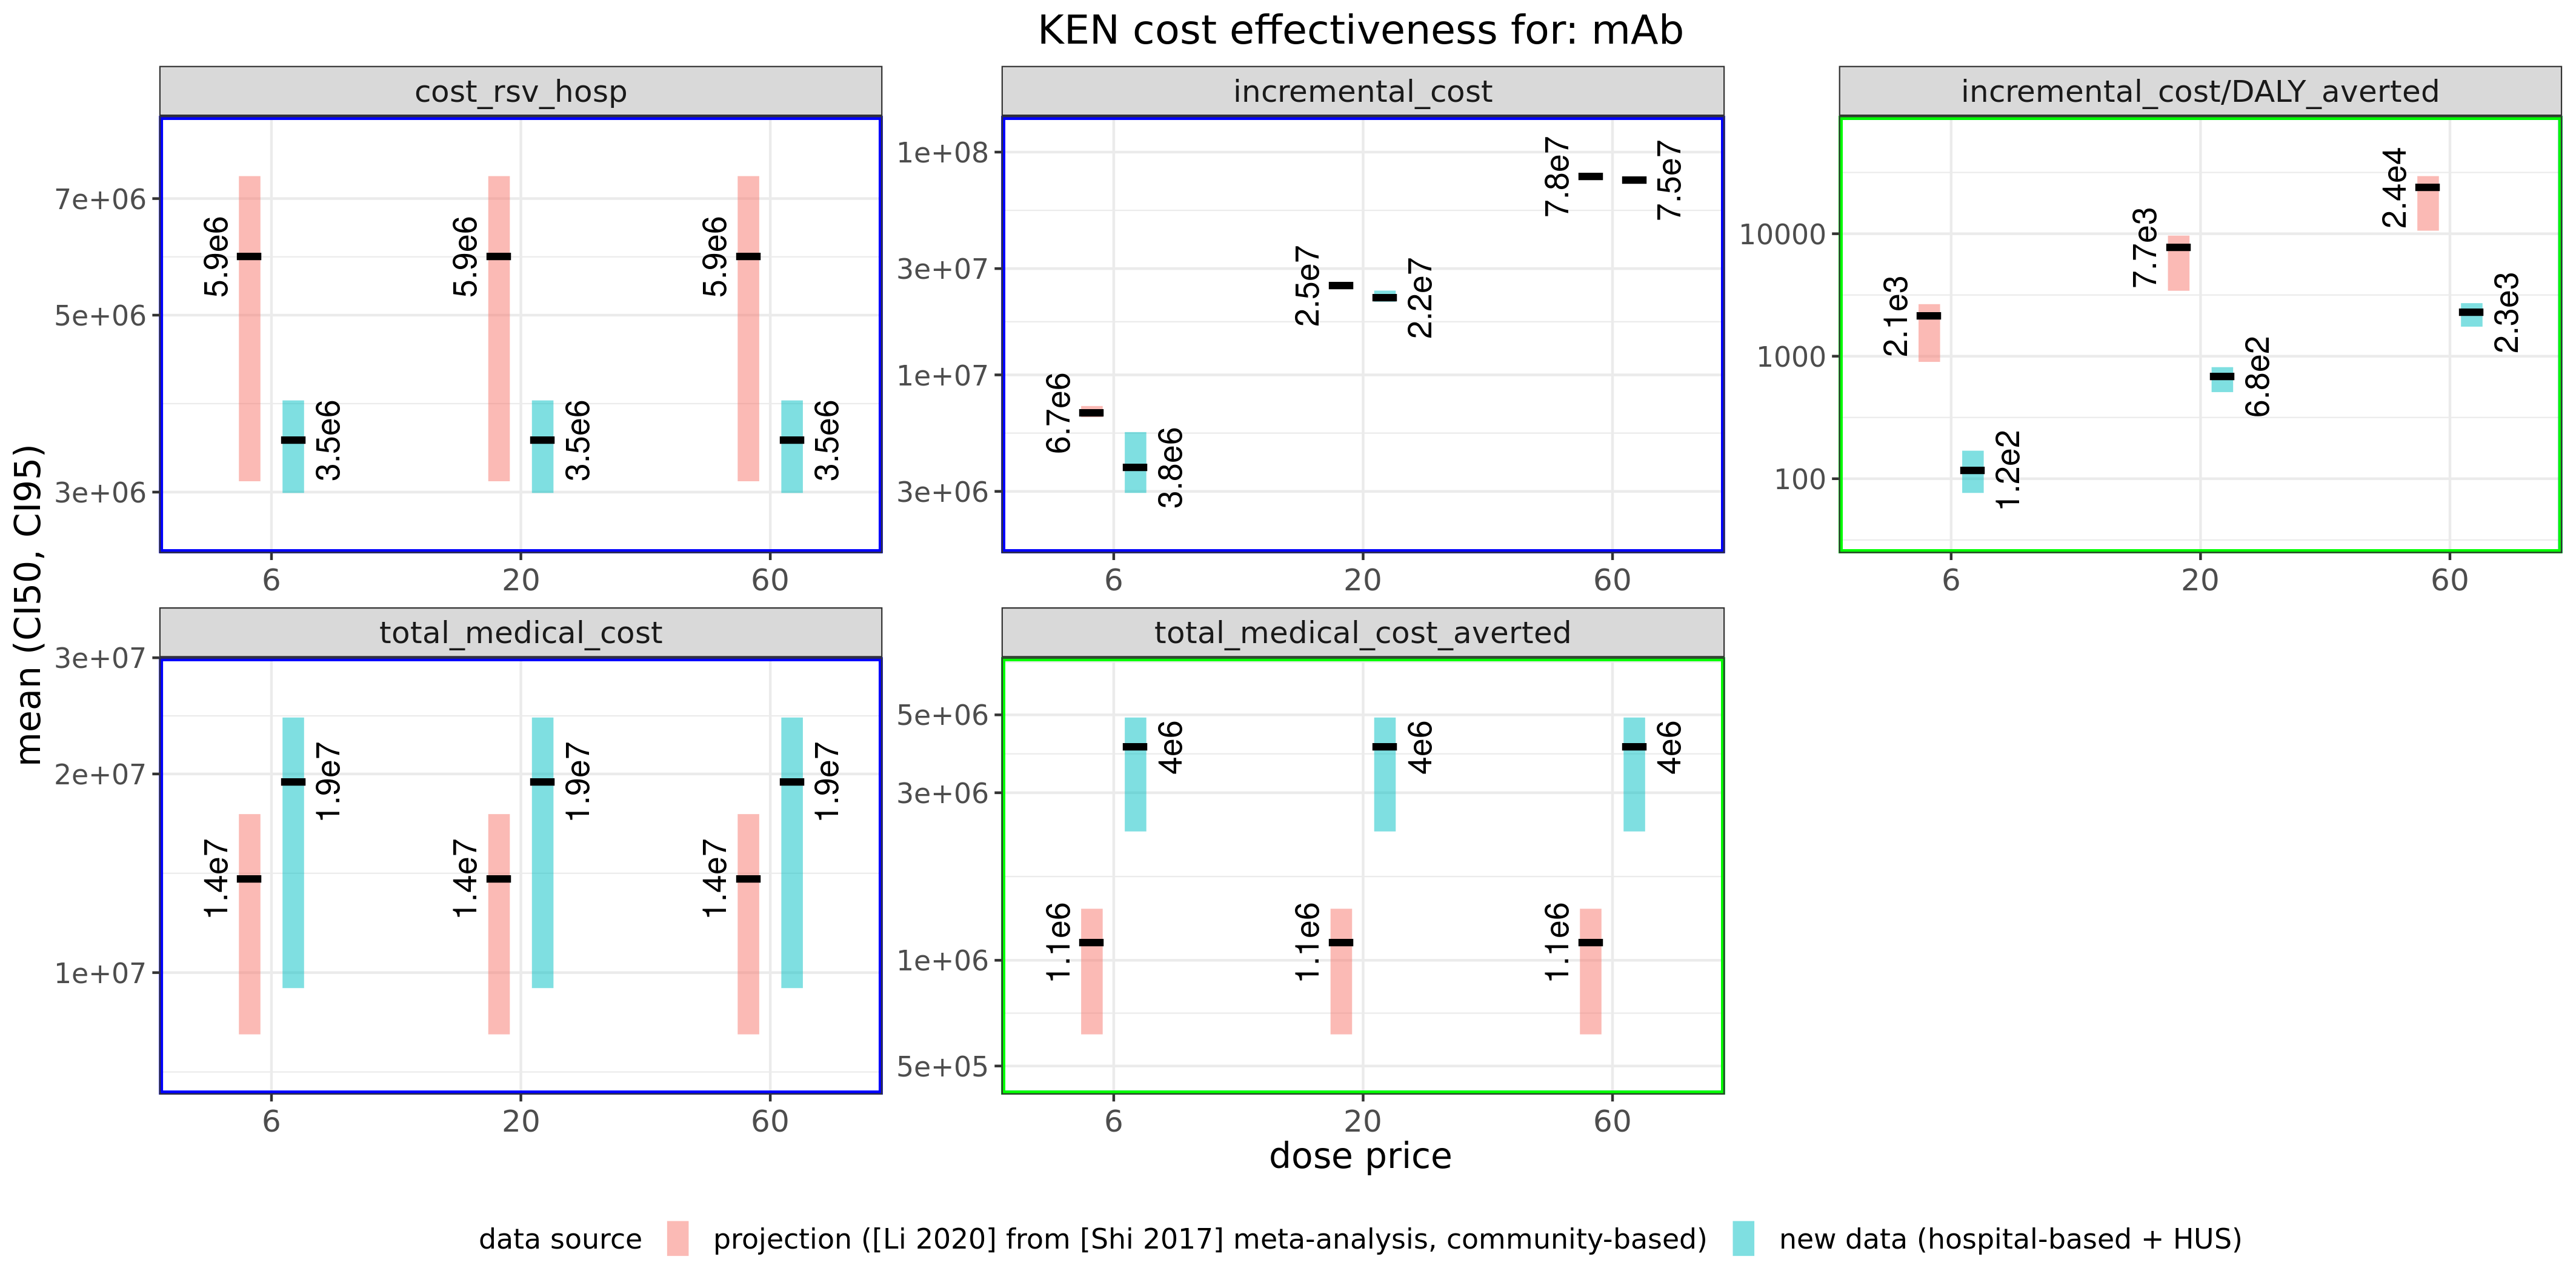 KEN cost effectiveness for: mAb
mean (CI50, CI95)
cost_rsv_hosp
7e+06
5e+06
3e+06
5.9e6
3.5e6
5.9e6
3.5e6
5.9e6
3.5e6
6 20 60
incremental_cost
1e+08
3e+07
1e+07
3e+06
6.7e6
3.8e6
2.5e7
2.2e7
7.8e7
7.5e7
6 20 60
incremental_cost/DALY_averted
10000
1000
100
2.1e3
1.2e2
7.7e3
6.8e2
2.4e4
2.3e3
6 20 60
total_medical_cost
3e+07
2e+07
1e+07
1.4e7
1.9e7
1.4e7
1.9e7
1.4e7
1.9e7
6 20 60
total_medical_cost_averted
5e+06
3e+06
1e+06
5e+05
1.1e6
4e6
1.1e6
4e6
1.1e6
4e6
6 20 60
dose price
data source projection ([Li 2020] from [Shi 2017] meta-analysis, community-based) new data (hospital-based + HUS)